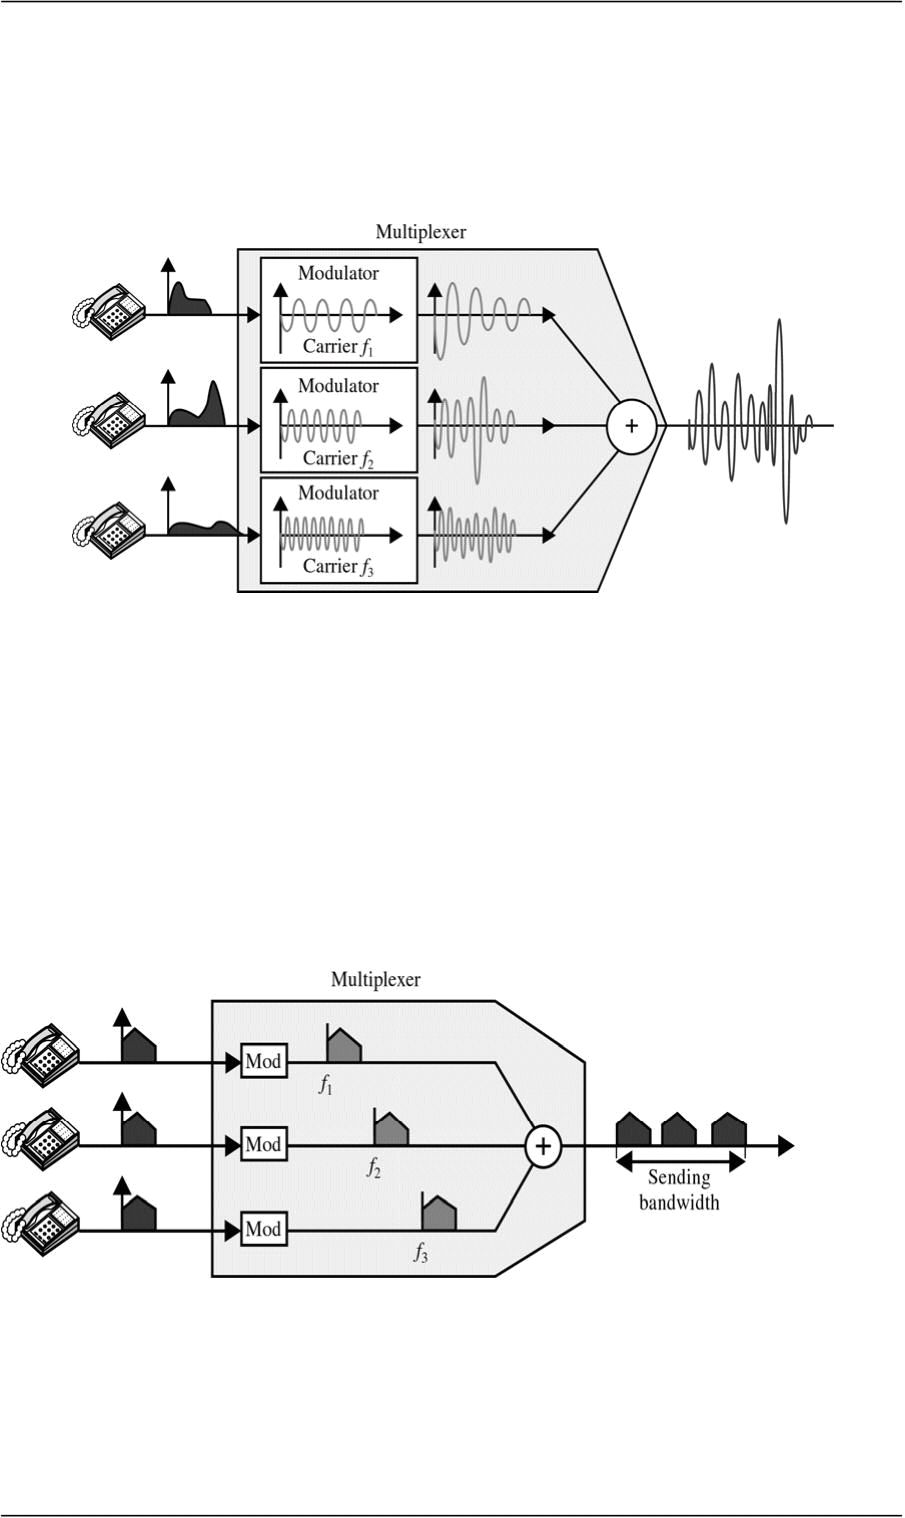 Multiplexer
Modulator
Carrier f1
Modulator
Carrier f2
Modulator
Carrier f3
+
Multiplexer
Mod
f1
Mod
f2
Mod
f3
+
Sending
bandwidth